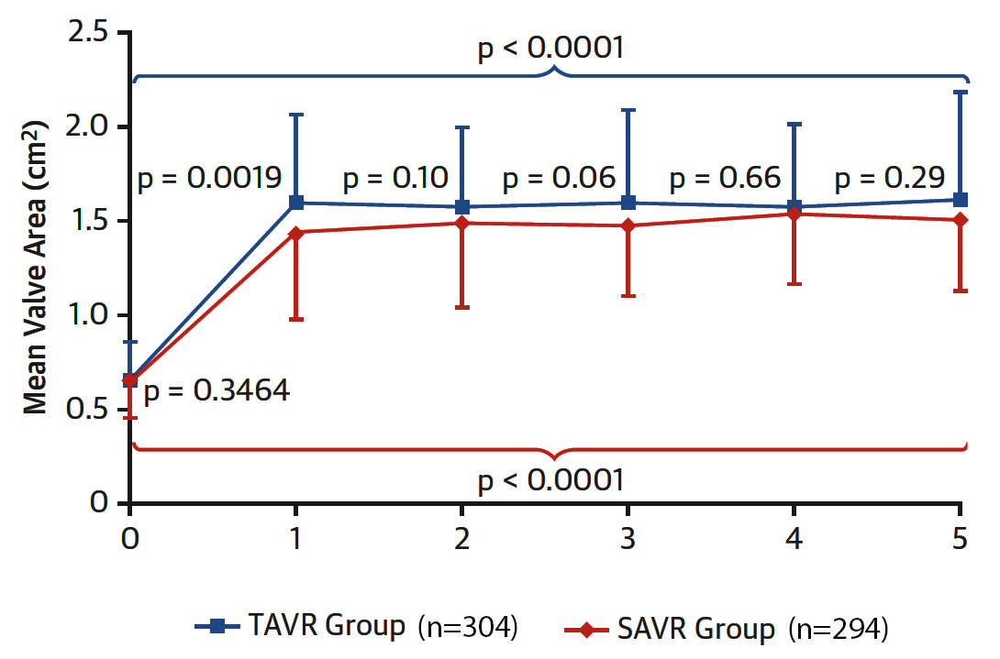 2.5
p < 0.0001
2.0
p = 0.0019 p = 0.10 p = 0.06 p = 0.66 p = 0.29
1.5
Mean Valve Area (cm²)
1.0
p = 0.3464
0.5
p < 0.0001
0
0 1 2 3 4 5
TAVR Group (n=304) SAVR Group (n=294)